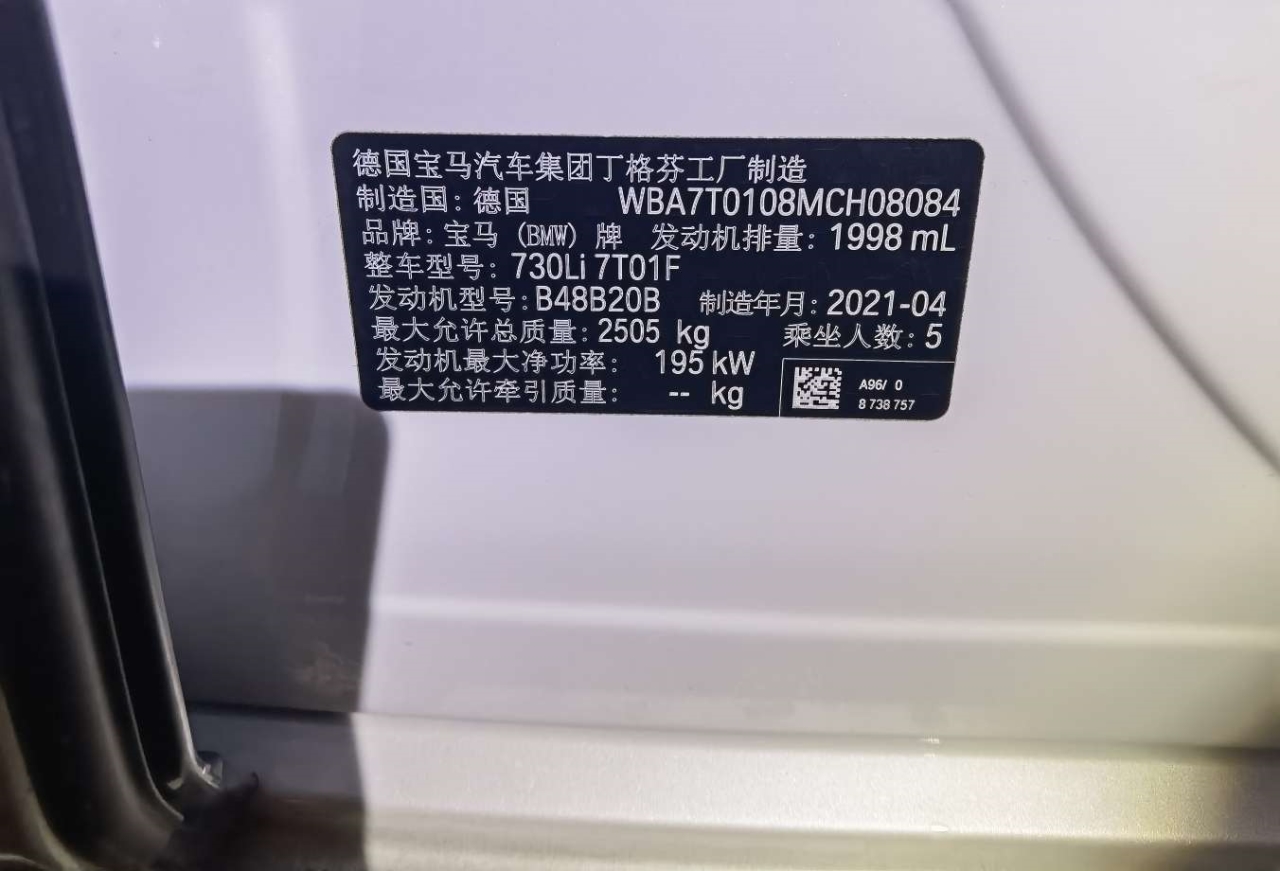 德国宝马汽车集团丁格芬工厂制造
制造国: 德国 WBA7T0108MCH08084
品牌: 宝马 (BMW) 牌 发动机排量: 1998 mL
整车型号: 730Li 7T01F
发动机型号: B48B20B 制造年月: 2021-04
最大允许总质量: 2505 kg 乘坐人数: 5
发动机最大净功率: 195 kW
最大允许牵引质量: -- kg
A96/ 0
8 738 757